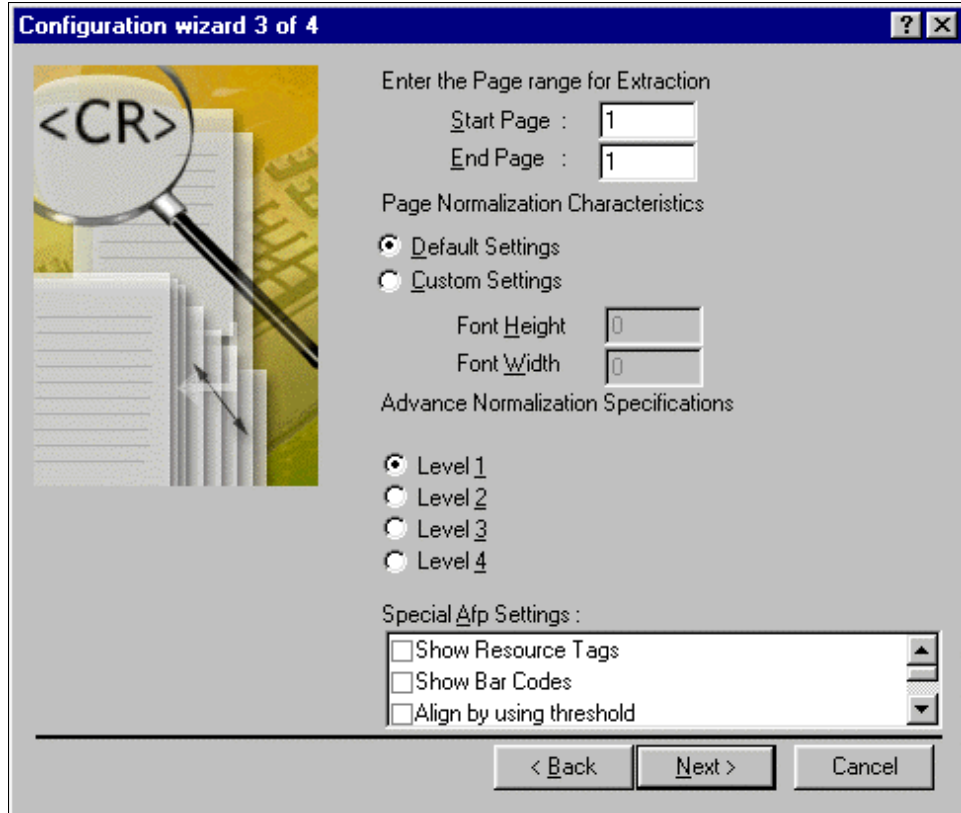 Configuration wizard 3 of 4
<CR>
Enter the Page range for Extraction
Start Page : 1
End Page : 1
Page Normalization Characteristics
Default Settings
Custom Settings
Font Height 0
Font Width 0
Advance Normalization Specifications
Level 1
Level 2
Level 3
Level 4
Special Afp Settings :
Show Resource Tags
Show Bar Codes
Align by using threshold
< Back Next > Cancel